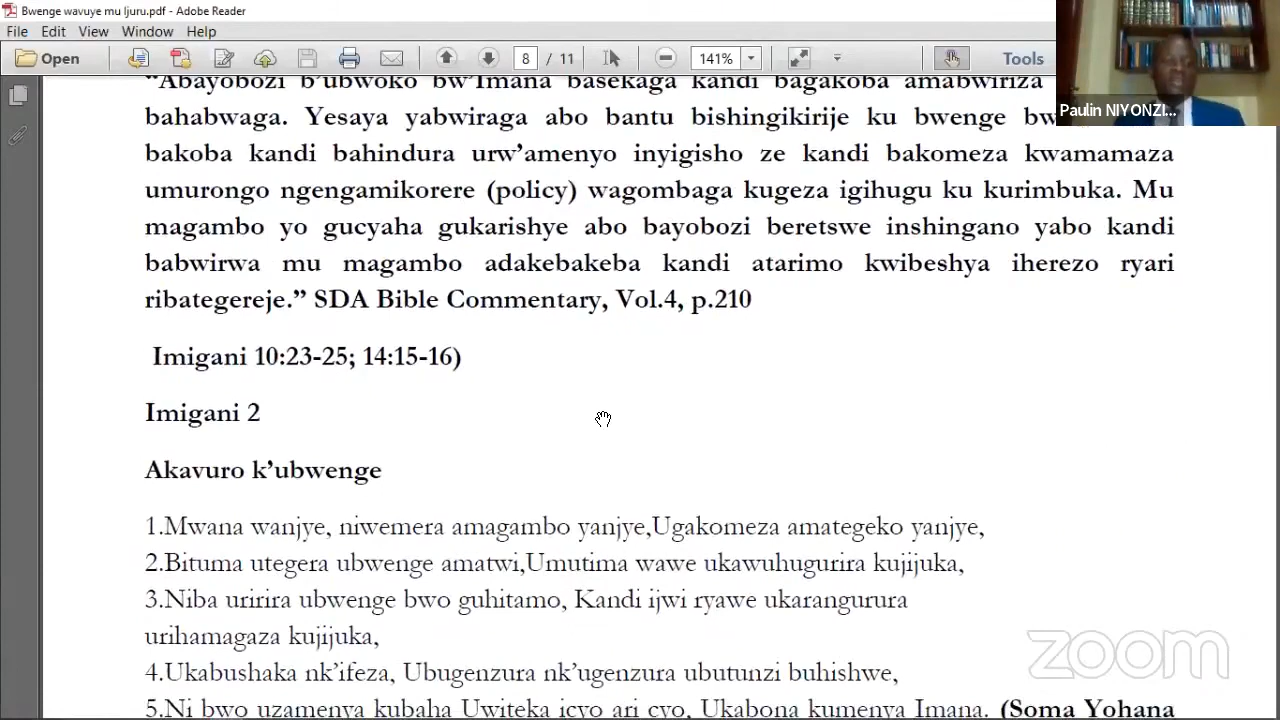 Bwenge wavuye mu Ijuru.pdf - Adobe Reader
File Edit View Window Help
Open 8 / 11 141% Tools
Paulin NIYONZI...
"Abayobozi b'ubwoko bw'Imana basekaga kandi bagakoba amabwiriza
bahabwaga. Yesaya yabwiraga abo bantu bishingikirije ku bwenge
bakoba kandi bahindura urw'amenyo inyigisho ze kandi bakomeza kwamamaza
umurongo ngengamikorere (policy) wagombaga kugeza igihugu ku kurimbuka. Mu
magambo yo gucyaha gukarishye abo bayobozi beretswe inshingano yabo kandi
babwirwa mu magambo adakebakeba kandi atarimo kwibeshya iherezo ryari
ribategereje." SDA Bible Commentary, Vol.4, p.210
Imigani 10:23-25; 14:15-16)
Imigani 2
Akavuro k'ubwenge
1.Mwana wanjye, niwemera amagambo yanjye,Ugakomeza amategeko yanjye,
2.Bituma utegera ubwenge amatwi,Umutima wawe ukawuhugurira kujijuka,
3.Niba uririra ubwenge bwo guhitamo, Kandi ijwi ryawe ukarangurura
urihamagaza kujijuka,
4.Ukabushaka nk'ifeza, Ubugenzura nk'ugenzura ubutunzi buhishwe,
5.Ni bwo uzamenya kubaha Uwiteka icyo ari cyo, Ukabona kumenya Imana. (Soma Yohana
zoom